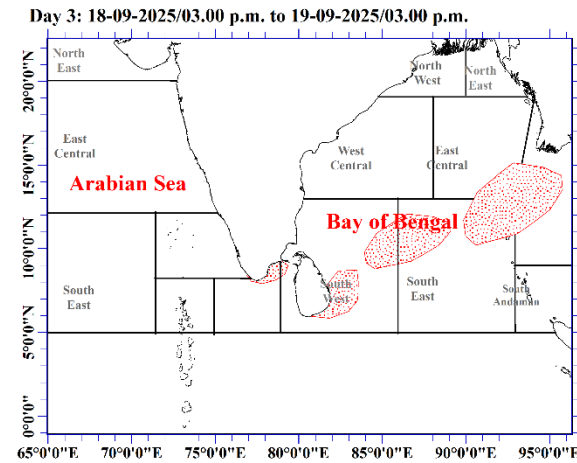 Day 3: 18-09-2025/03.00 p.m. to 19-09-2025/03.00 p.m.
North
East
North
West
North
East
East
Central
West
Central
East
Central
Arabian Sea
Bay of Bengal
South
East
South
West
South
East
South
Andaman
20°0'0"N
15°0'0"N
10°0'0"N
5°0'0"N
0°0'0"N
65°0'0"E 70°0'0"E 75°0'0"E 80°0'0"E 85°0'0"E 90°0'0"E 95°0'0"E